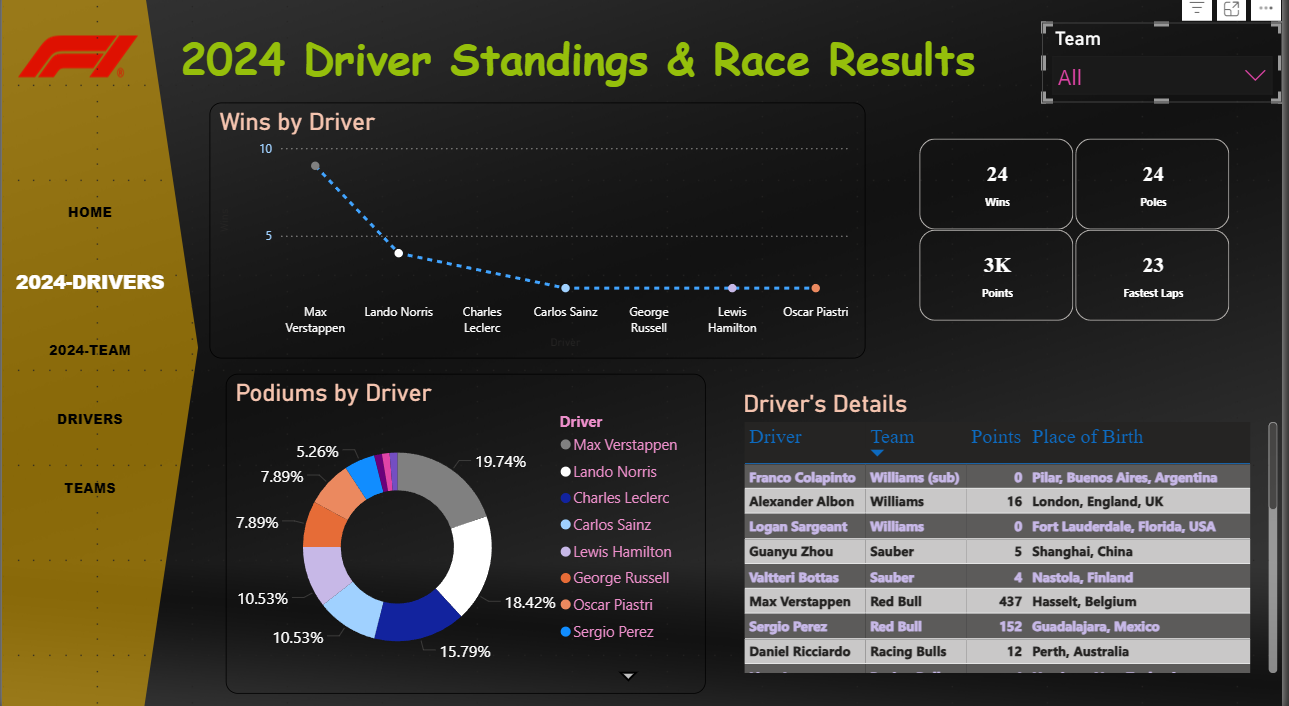 F1
2024 Driver Standings & Race Results
Team
All
HOME
2024-DRIVERS
2024-TEAM
DRIVERS
TEAMS
Wins by Driver
10
5
Max Verstappen
Lando Norris
Charles Leclerc
Carlos Sainz
George Russell
Lewis Hamilton
Oscar Piastri
Driver
24
Wins
24
Poles
3K
Points
23
Fastest Laps
Podiums by Driver
19.74%
18.42%
15.79%
10.53%
10.53%
7.89%
7.89%
5.26%
Driver
Max Verstappen
Lando Norris
Charles Leclerc
Carlos Sainz
Lewis Hamilton
George Russell
Oscar Piastri
Sergio Perez
Driver's Details
Driver Team Points Place of Birth
Franco Colapinto Williams (sub) 0 Pilar, Buenos Aires, Argentina
Alexander Albon Williams 16 London, England, UK
Logan Sargeant Williams 0 Fort Lauderdale, Florida, USA
Guanyu Zhou Sauber 5 Shanghai, China
Valtteri Bottas Sauber 4 Nastola, Finland
Max Verstappen Red Bull 437 Hasselt, Belgium
Sergio Perez Red Bull 152 Guadalajara, Mexico
Daniel Ricciardo Racing Bulls 12 Perth, Australia